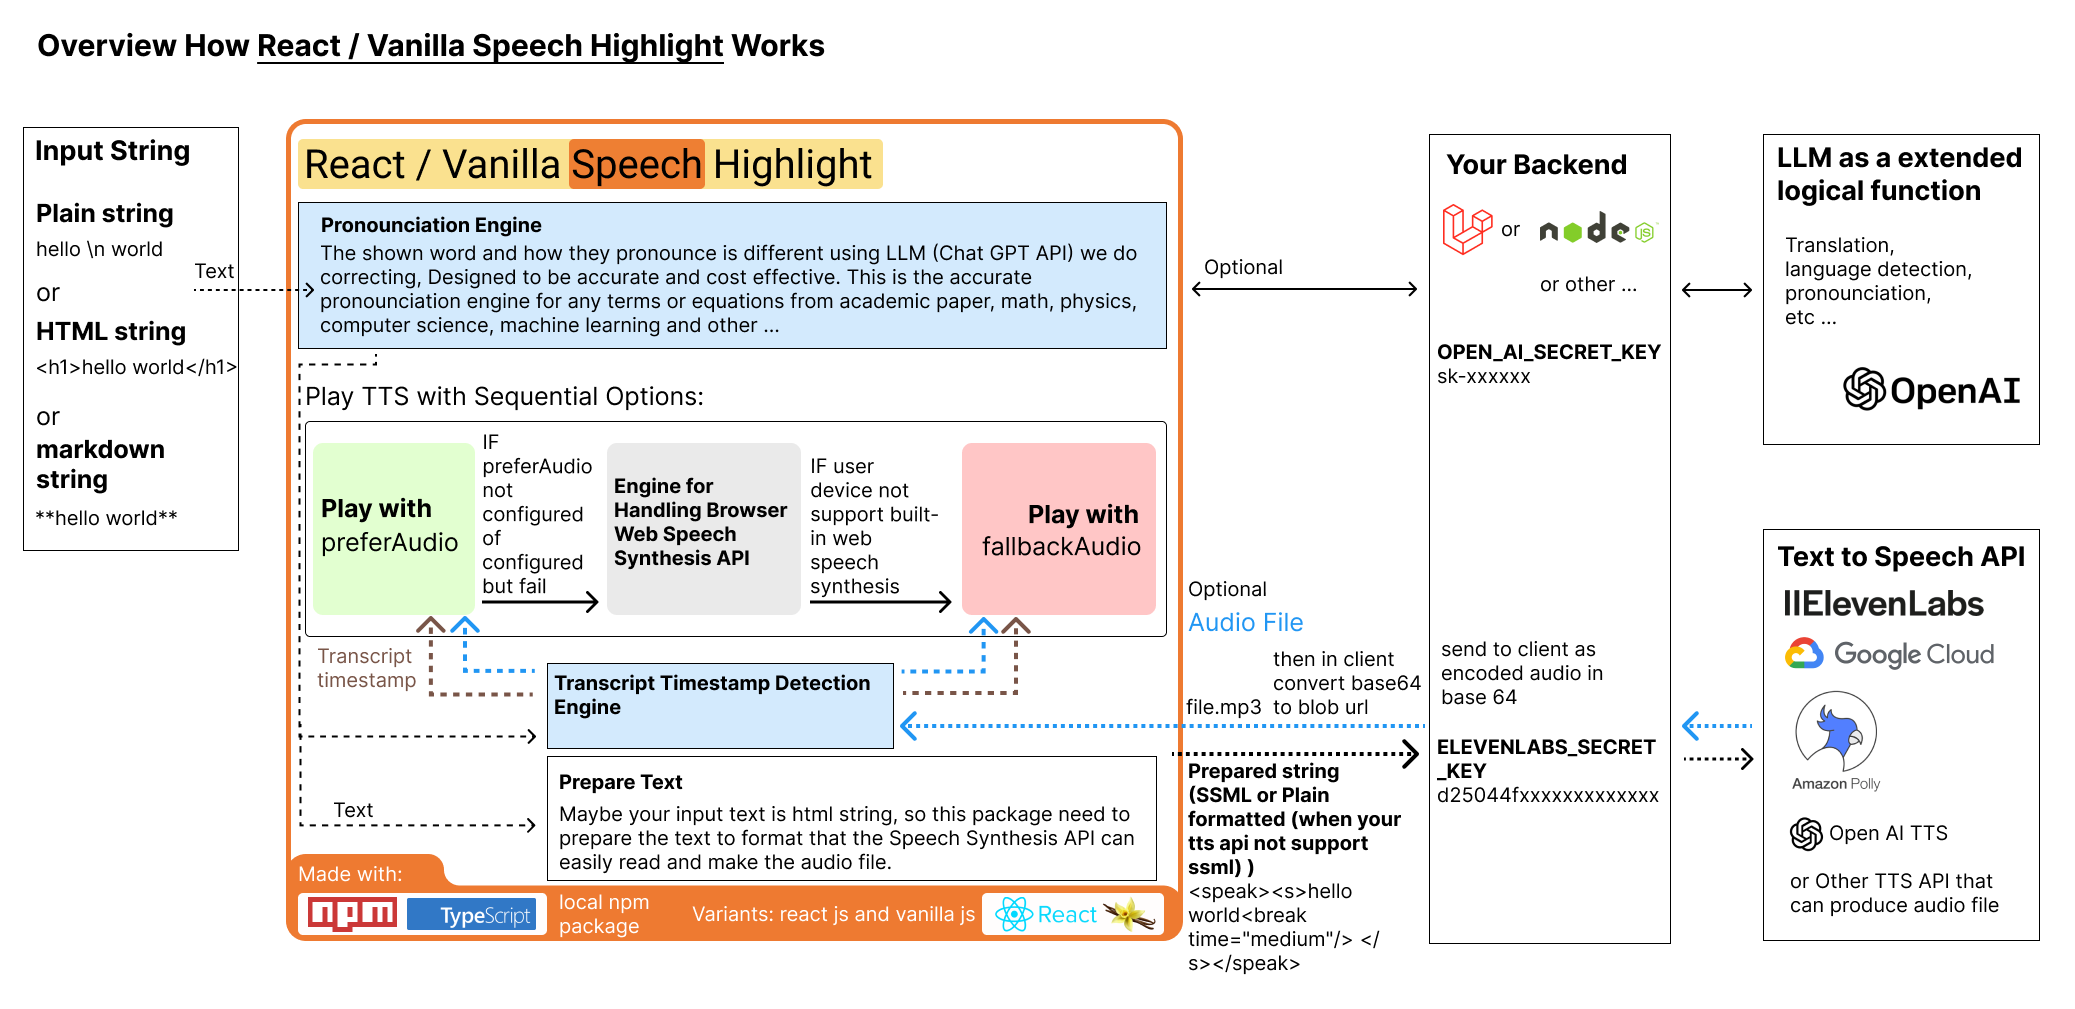 Overview How React / Vanilla Speech Highlight Works
Input String
Plain string
hello \n world
or
HTML string
<h1>hello world</h1>
or
markdown
string
**hello world**
Text
React / Vanilla Speech Highlight
Pronounciation Engine
The shown word and how they pronounce is different using LLM (Chat GPT API) we do
correcting, Designed to be accurate and cost effective. This is the accurate
pronounciation engine for any terms or equations from academic paper, math, physics,
computer science, machine learning and other ...
Play TTS with Sequential Options:
Play with
preferAudio
IF
preferAudio
not
configured
of
configured
but fail
Engine for
Handling Browser
Web Speech
Synthesis API
IF user
device not
support built-
in web
speech
synthesis
Play with
fallbackAudio
Transcript
timestamp
Transcript Timestamp Detection
Engine
Text
Prepare Text
Maybe your input text is html string, so this package need to
prepare the text to format that the Speech Synthesis API can
easily read and make the audio file.
Made with:
npm
TypeScript
local npm
package
Variants: react js and vanilla js
React
Optional
Optional
Audio File
then in client
convert base64
to blob url
file.mp3
Prepared string
(SSML or Plain
formatted (when your
tts api not support
ssml) )
<speak><s>hello
world<break
time="medium"/> </
s></speak>
Your Backend
or
node
JS
or other ...
OPEN_AI_SECRET_KEY
sk-xxxxxx
send to client as
encoded audio in
base 64
ELEVENLABS_SECRET
_KEY
d25044fxxxxxxxxxxxxx
LLM as a extended
logical function
Translation,
language detection,
pronounciation,
etc ...
OpenAI
Text to Speech API
IIElevenLabs
Google Cloud
Amazon Polly
Open AI TTS
or Other TTS API that
can produce audio file